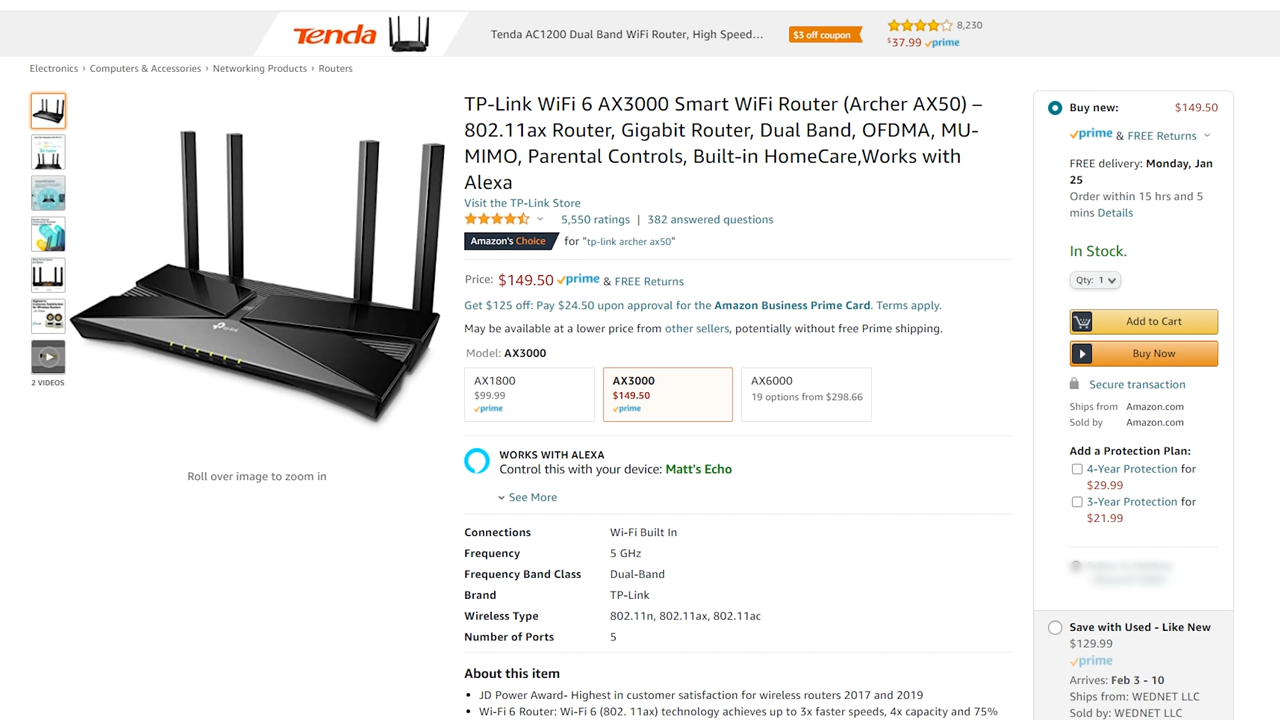 Tenda
Tenda AC1200 Dual Band WiFi Router, High Speed...
$3 off coupon
8,230
$37.99 prime
Electronics › Computers & Accessories › Networking Products › Routers
2 VIDEOS
tp-link
Roll over image to zoom in
TP-Link WiFi 6 AX3000 Smart WiFi Router (Archer AX50) –
802.11ax Router, Gigabit Router, Dual Band, OFDMA, MU-
MIMO, Parental Controls, Built-in HomeCare,Works with
Alexa
Visit the TP-Link Store
5,550 ratings | 382 answered questions
Amazon's Choice for "tp-link archer ax50"
Price: $149.50 prime & FREE Returns
Get $125 off: Pay $24.50 upon approval for the Amazon Business Prime Card. Terms apply.
May be available at a lower price from other sellers, potentially without free Prime shipping.
Model: AX3000
AX1800
$99.99
prime
AX3000
$149.50
prime
AX6000
19 options from $298.66
WORKS WITH ALEXA
Control this with your device: Matt's Echo
See More
Connections Wi-Fi Built In
Frequency 5 GHz
Frequency Band Class Dual-Band
Brand TP-Link
Wireless Type 802.11n, 802.11ax, 802.11ac
Number of Ports 5
About this item
• JD Power Award- Highest in customer satisfaction for wireless routers 2017 and 2019
• Wi-Fi 6 Router: Wi-Fi 6 (802. 11ax) technology achieves up to 3x faster speeds, 4x capacity and 75%
Buy new: $149.50
prime & FREE Returns
FREE delivery: Monday, Jan
25
Order within 15 hrs and 5
mins Details
In Stock.
Qty: 1
Add to Cart
Buy Now
Secure transaction
Ships from Amazon.com
Sold by Amazon.com
Add a Protection Plan:
4-Year Protection for
$29.99
3-Year Protection for
$21.99
Save with Used - Like New
$129.99
prime
Arrives: Feb 3 - 10
Ships from: WEDNET LLC
Sold by: WEDNET LLC